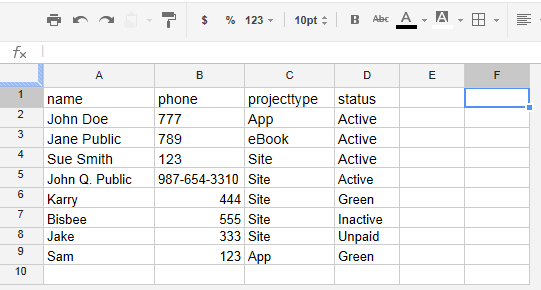 $ % 123 10pt B Abc A A
fx
A B C D E F
1 name phone projecttype status
2 John Doe 777 App Active
3 Jane Public 789 eBook Active
4 Sue Smith 123 Site Active
5 John Q. Public 987-654-3310 Site Active
6 Karry 444 Site Green
7 Bisbee 555 Site Inactive
8 Jake 333 Site Unpaid
9 Sam 123 App Green
10